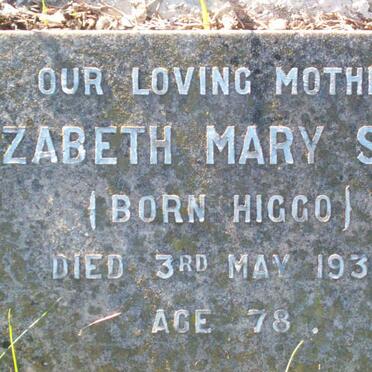 OUR LOVING MOTHE
ZABETH MARY S
{BORN HIGGO}
DIED 3RD MAY 193
AGE 78.